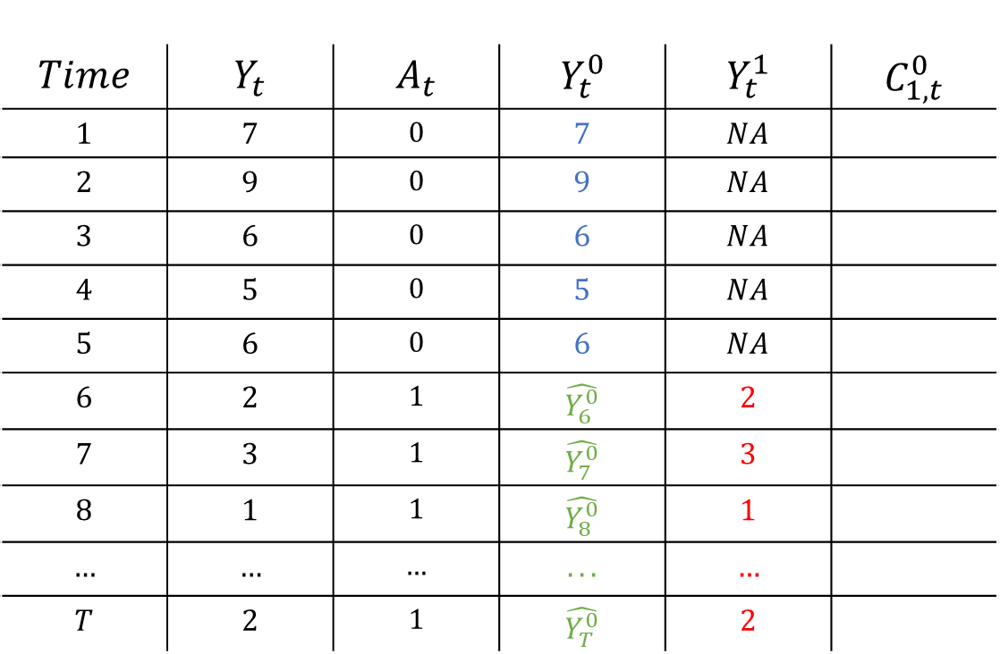 Time Y_t A_t Y_t^0 Y_t^1 C_{1,t}^0
1 7 0 7 NA
2 9 0 9 NA
3 6 0 6 NA
4 5 0 5 NA
5 6 0 6 NA
6 2 1 \widehat{Y_6^0} 2
7 3 1 \widehat{Y_7^0} 3
8 1 1 \widehat{Y_8^0} 1
... ... ... ... ...
T 2 1 \widehat{Y_T^0} 2